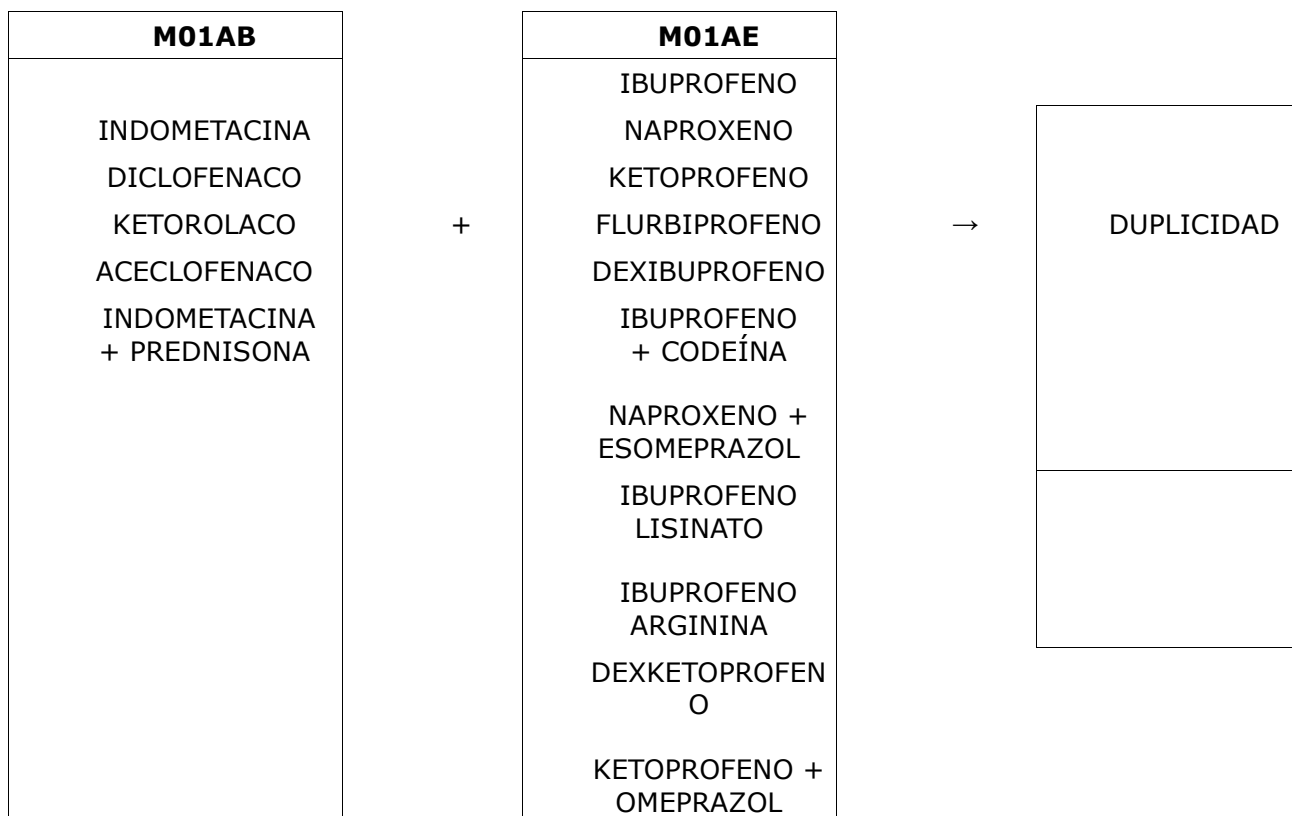 M01AB
INDOMETACINA
DICLOFENACO
KETOROLACO
ACECLOFENACO
INDOMETACINA
+ PREDNISONA
+
M01AE
IBUPROFENO
NAPROXENO
KETOPROFENO
FLURBIPROFENO
DEXIBUPROFENO
IBUPROFENO
+ CODEÍNA
NAPROXENO +
ESOMEPRAZOL
IBUPROFENO
LISINATO
IBUPROFENO
ARGININA
DEXKETOPROFEN
O
KETOPROFENO +
OMEPRAZOL
→
DUPLICIDAD